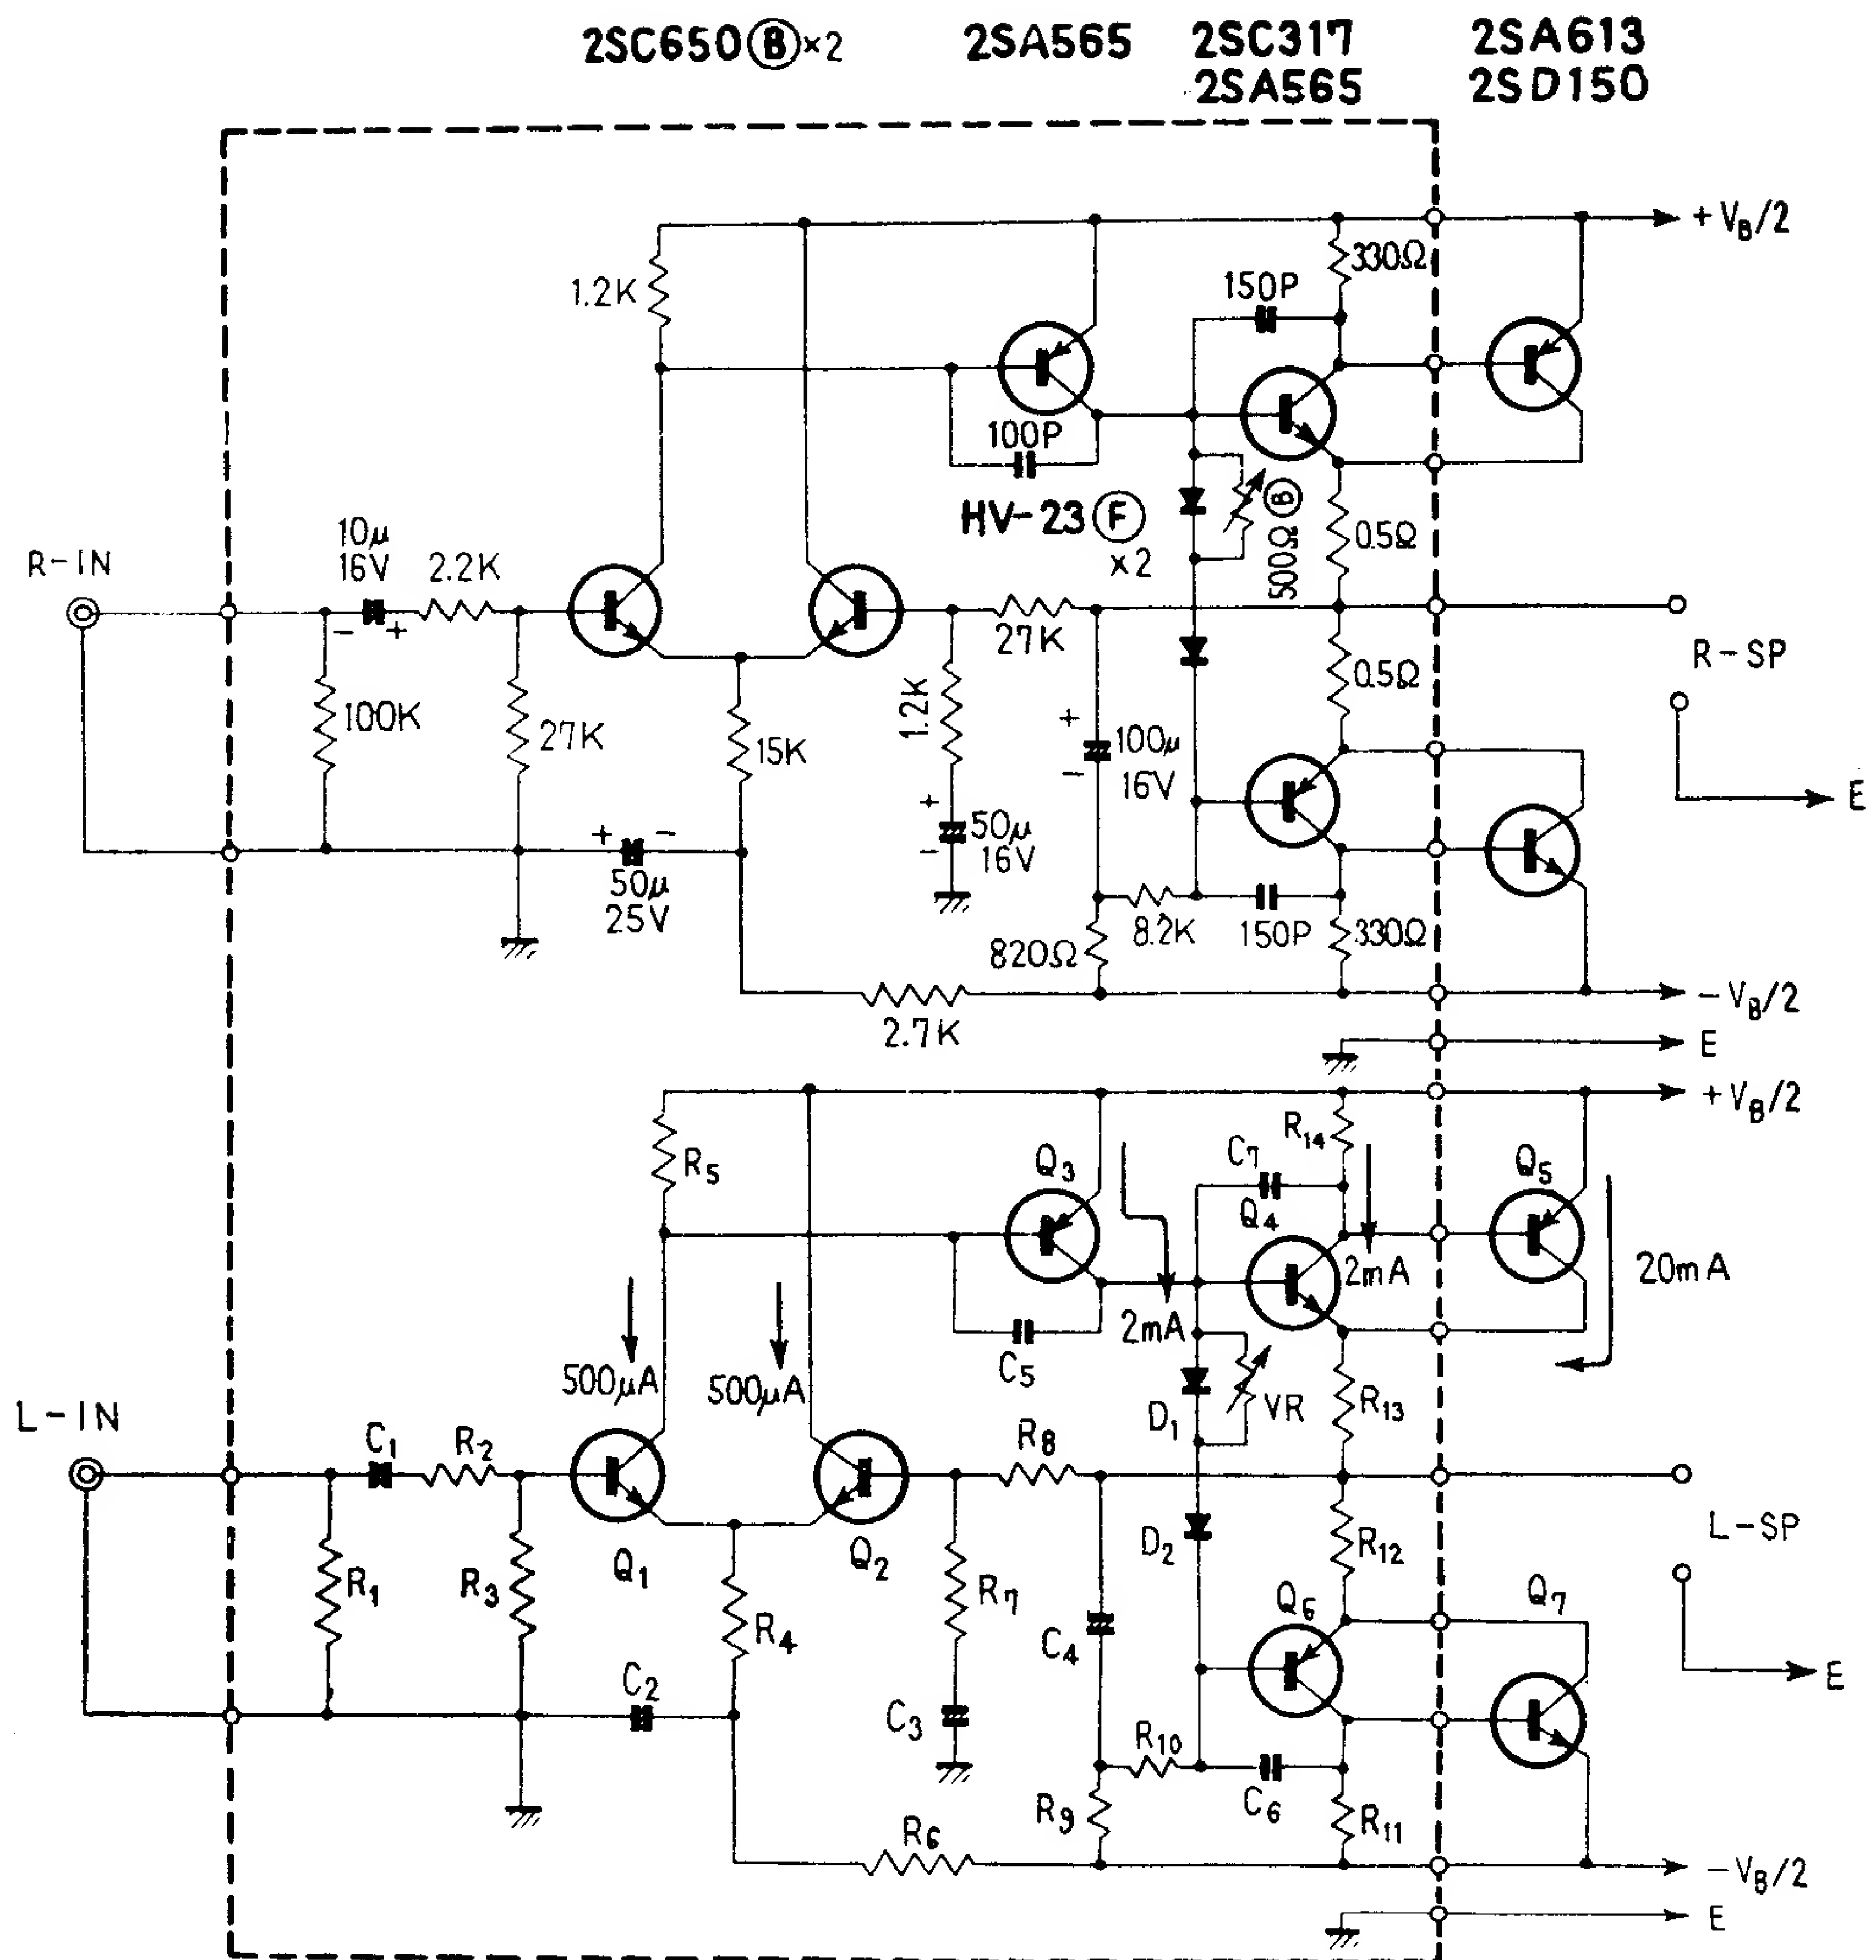 2SC650Ⓑ×2
2SA565
2SC317
2SA565
2SA613
2SD150
+VB/2
330Ω
150P
1.2K
100P
HV-23Ⓕ
×2
500ΩⒷ
0.5Ω
R-IN
10μ
16V
2.2K
- +
27K
R-SP
0.5Ω
100K
27K
15K
1.2K
+
100μ
16V
-
E
+
50μ
16V
-
+ -
50μ
25V
8.2K
150P
330Ω
820Ω
2.7K
-VB/2
E
+VB/2
R14
C7
Q3
Q4
Q5
R5
2mA
2mA
20mA
C5
500μA
500μA
D1
VR
R13
L-IN
C1
R2
R8
L-SP
D2
R12
Q1
Q2
R1
R3
R4
R7
C4
Q6
Q7
E
C2
C3
R10
C6
R9
R11
R6
-VB/2
E